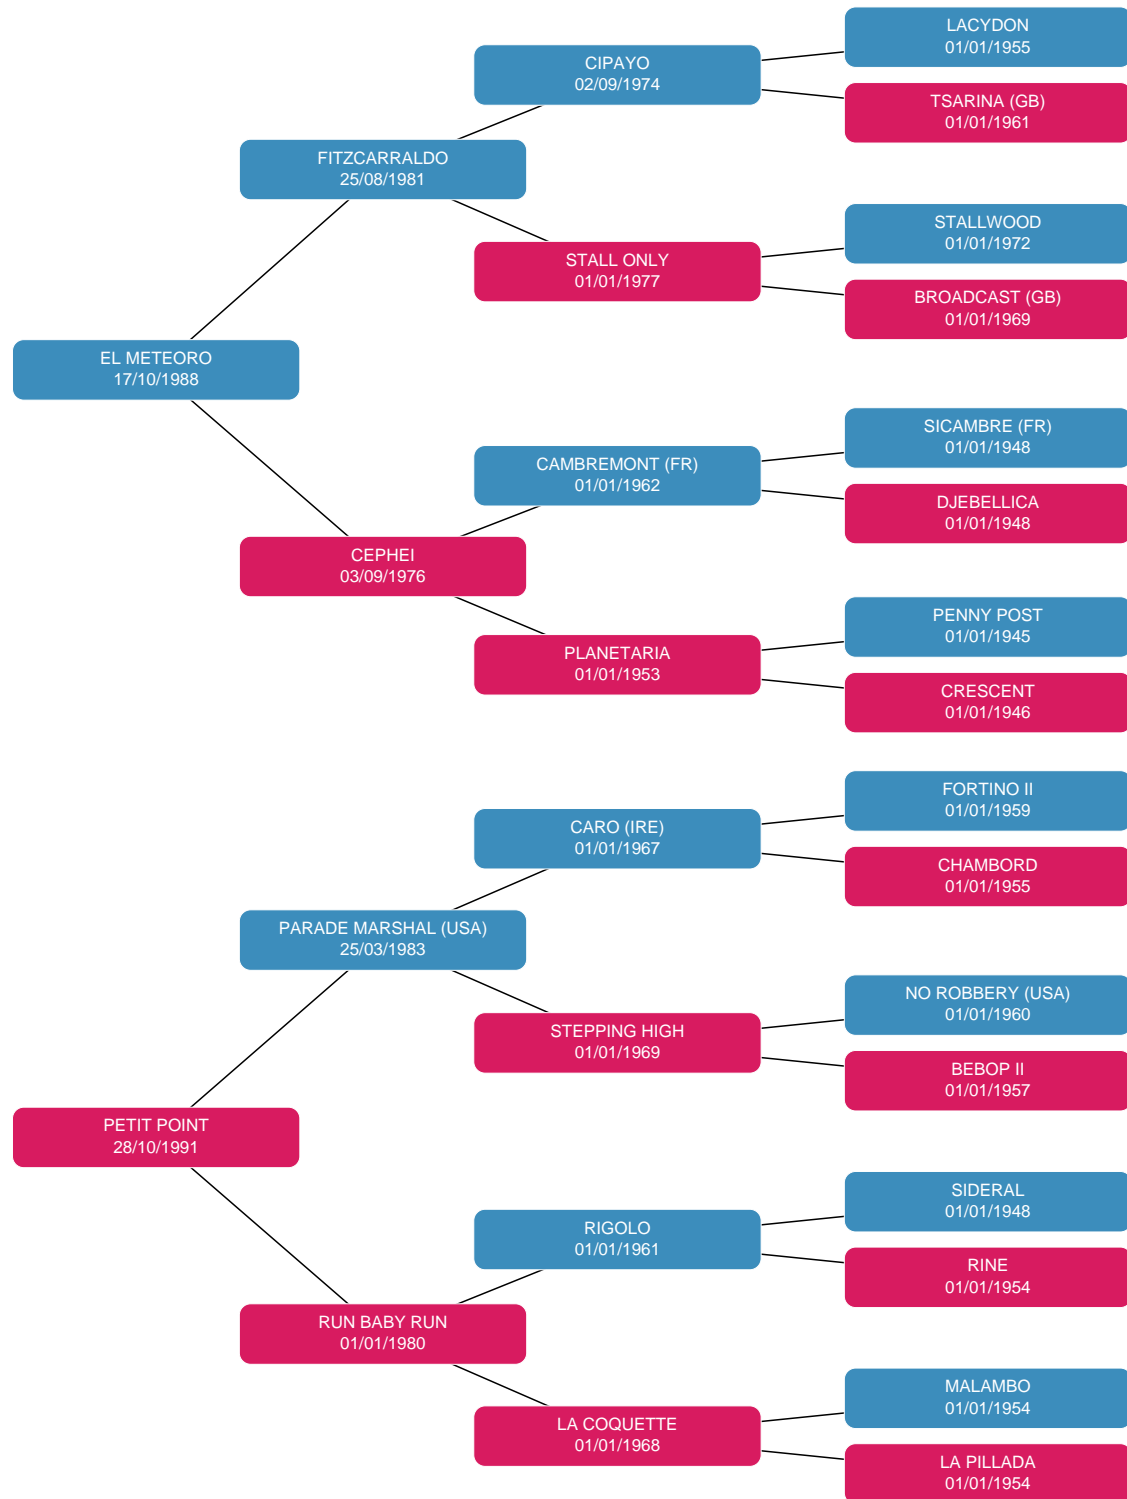 LACYDON
01/01/1955
CIPAYO
02/09/1974
TSARINA (GB)
01/01/1961
FITZCARRALDO
25/08/1981
STALLWOOD
01/01/1972
STALL ONLY
01/01/1977
BROADCAST (GB)
01/01/1969
EL METEORO
17/10/1988
SICAMBRE (FR)
01/01/1948
CAMBREMONT (FR)
01/01/1962
DJEBELLICA
01/01/1948
CEPHEI
03/09/1976
PENNY POST
01/01/1945
PLANETARIA
01/01/1953
CRESCENT
01/01/1946
FORTINO II
01/01/1959
CARO (IRE)
01/01/1967
CHAMBORD
01/01/1955
PARADE MARSHAL (USA)
25/03/1983
NO ROBBERY (USA)
01/01/1960
STEPPING HIGH
01/01/1969
BEBOP II
01/01/1957
PETIT POINT
28/10/1991
SIDERAL
01/01/1948
RIGOLO
01/01/1961
RINE
01/01/1954
RUN BABY RUN
01/01/1980
MALAMBO
01/01/1954
LA COQUETTE
01/01/1968
LA PILLADA
01/01/1954